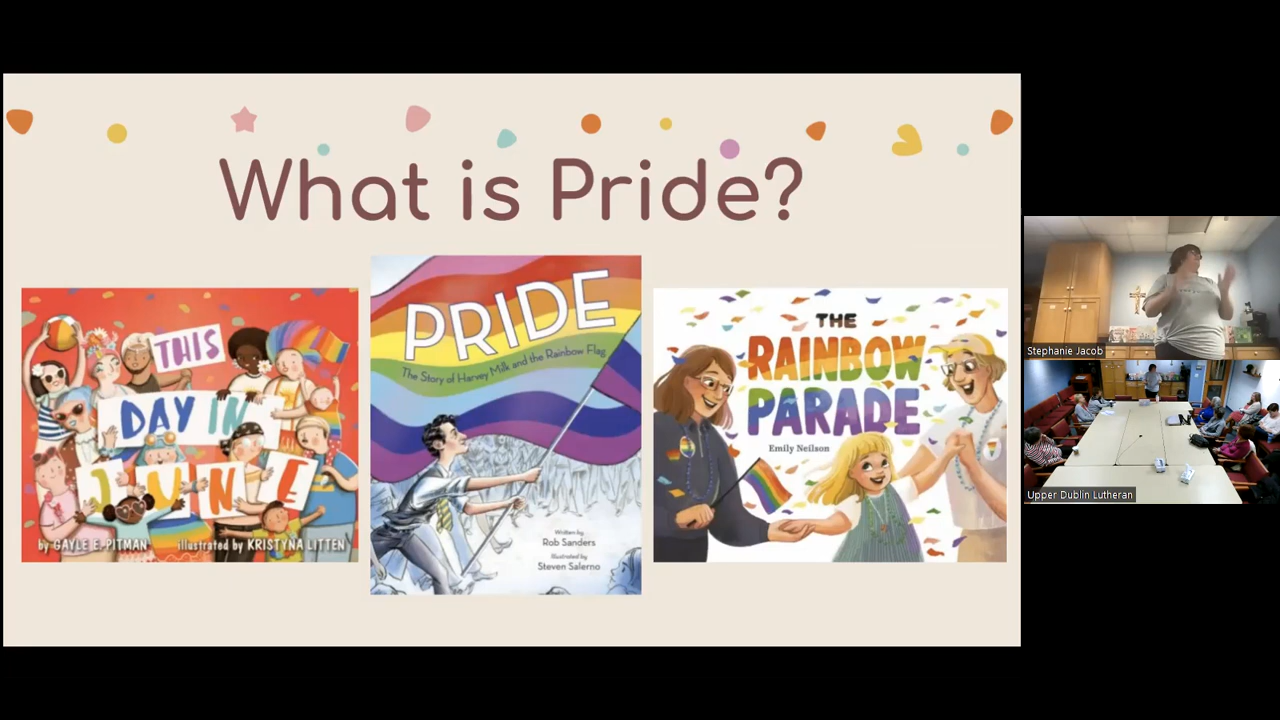 What is Pride?
THIS
DAY IN
JUNE
by GAYLE E. PITMAN illustrated by KRISTYNA LITTEN
PRIDE
The Story of Harvey Milk and the Rainbow Flag
Written by
Rob Sanders
Illustrated by
Steven Salerno
THE
RAINBOW
PARADE
Emily Neilson
Stephanie Jacob
Upper Dublin Lutheran